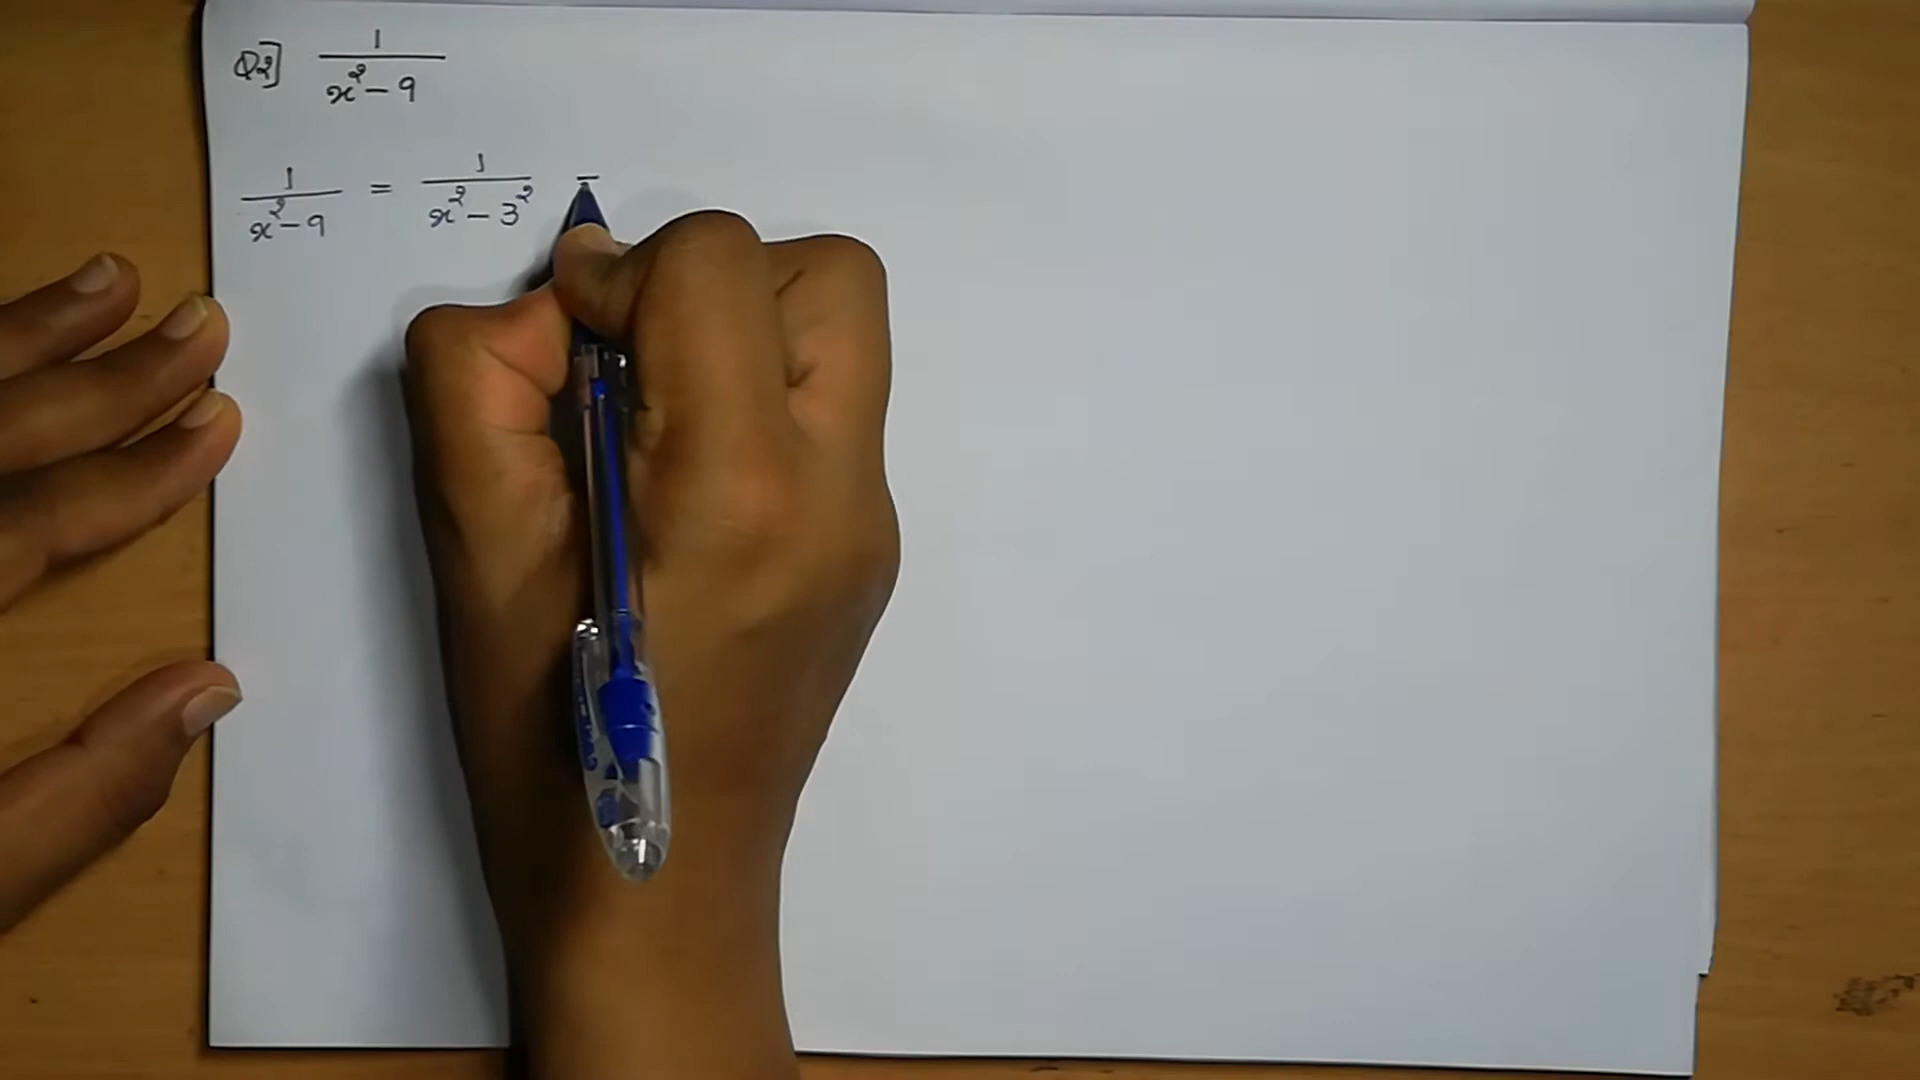 Q2] 1/(x² - 9)
1/(x² - 9) = 1/(x² - 3²) =